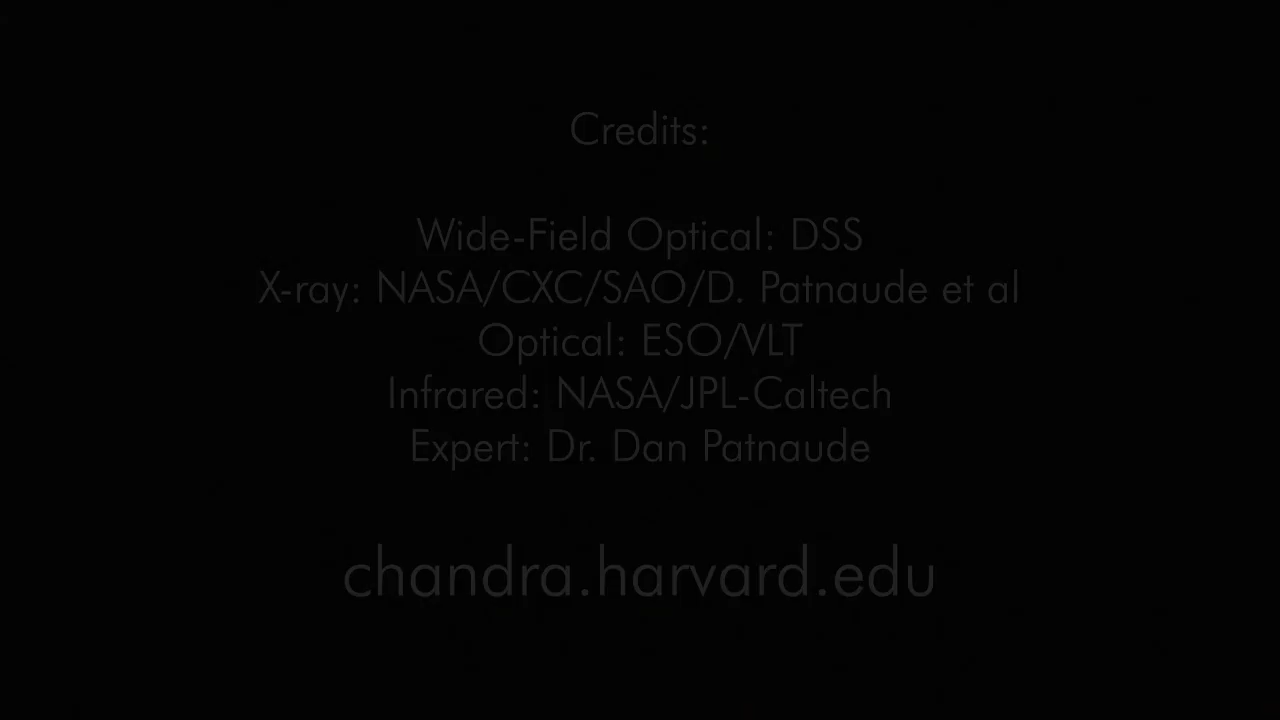 Credits:
Wide-Field Optical: DSS
X-ray: NASA/CXC/SAO/D. Patnaude et al
Optical: ESO/VLT
Infrared: NASA/JPL-Caltech
Expert: Dr. Dan Patnaude
chandra.harvard.edu